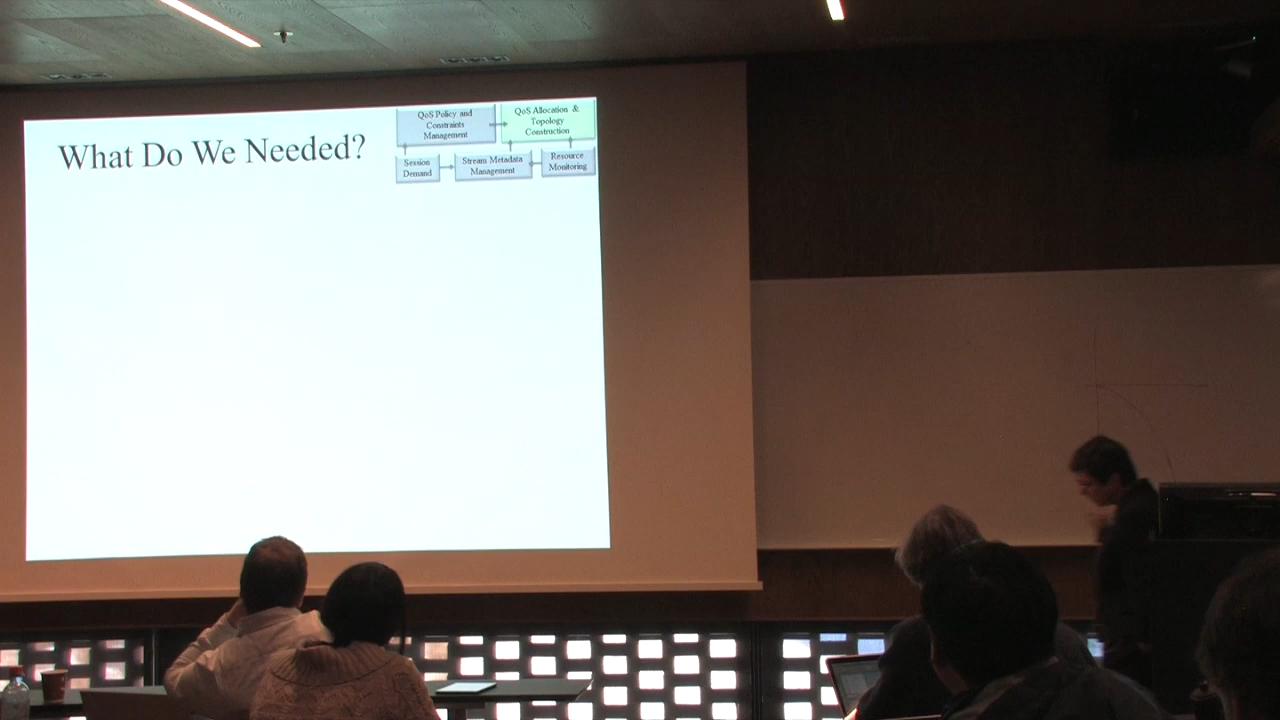 What Do We Needed?
QoS Policy and
Constraints
Management
QoS Allocation &
Topology
Construction
Session
Demand
Stream Metadata
Management
Resource
Monitoring